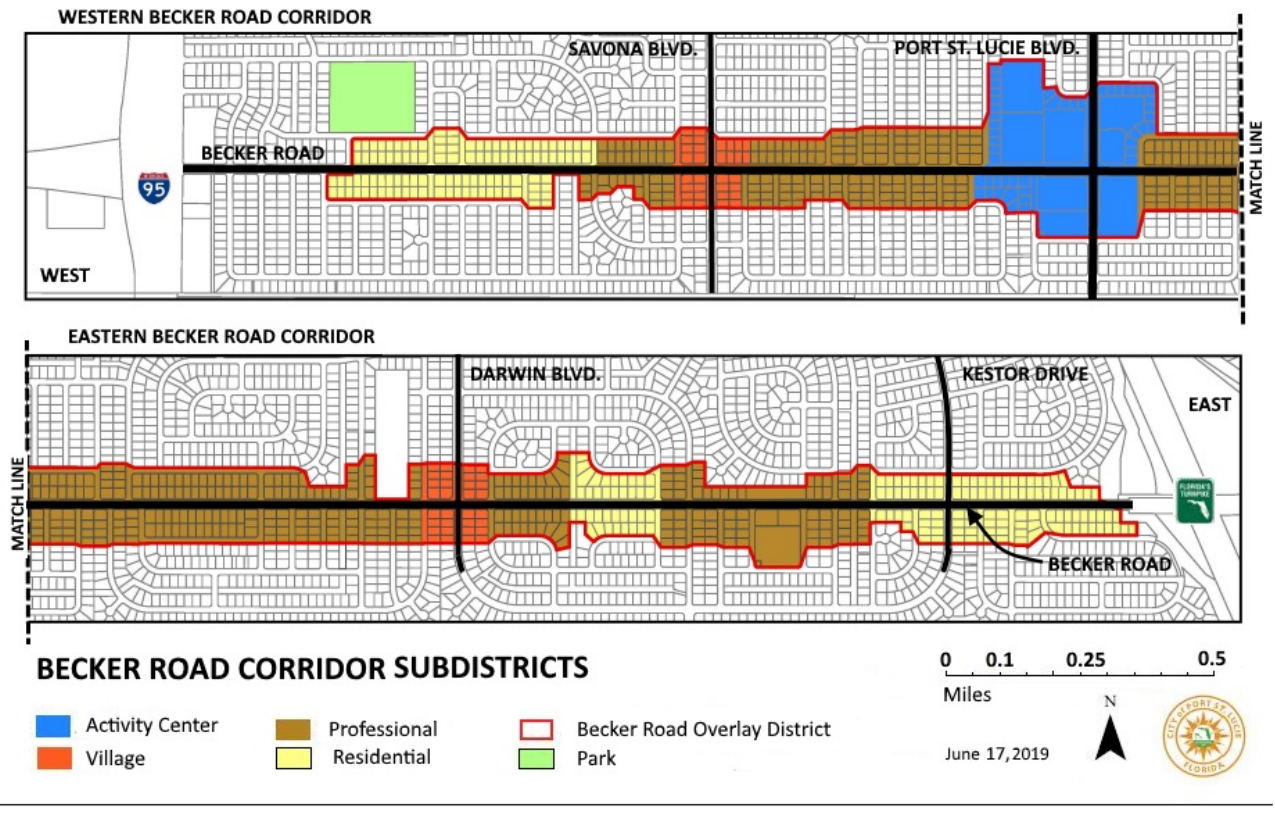 WESTERN BECKER ROAD CORRIDOR
SAVONA BLVD.
PORT ST. LUCIE BLVD.
BECKER ROAD
95
MATCH LINE
WEST
EASTERN BECKER ROAD CORRIDOR
DARWIN BLVD.
KESTOR DRIVE
EAST
MATCH LINE
FLORIDA'S
TURNPIKE
BECKER ROAD
BECKER ROAD CORRIDOR SUBDISTRICTS
0 0.1 0.25 0.5
Miles
Activity Center
Professional
Becker Road Overlay District
Village
Residential
Park
N
June 17,2019
CITY OF PORT ST. LUCIE
FLORIDA